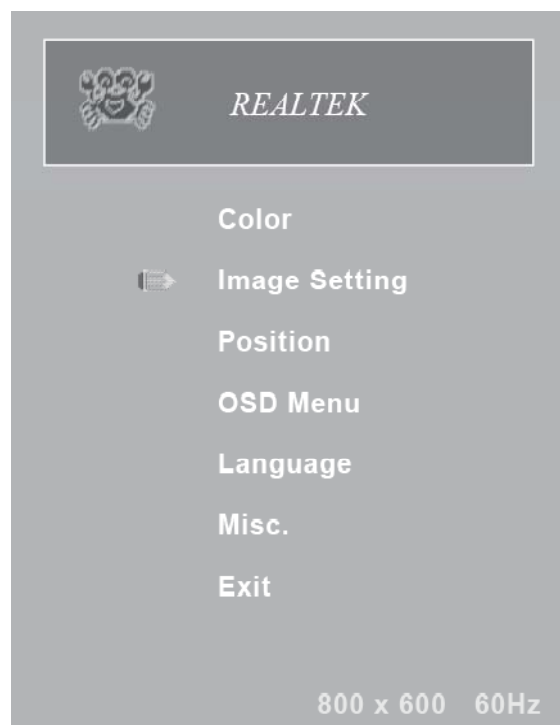 REALTEK
Color
Image Setting
Position
OSD Menu
Language
Misc.
Exit
800 x 600 60Hz